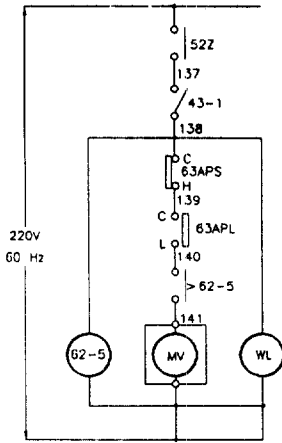 52Z
137
43-1
138
C
63APS
H
139
C
63APL
L
220V
60 Hz
140
62-5
141
62-5
MV
WL